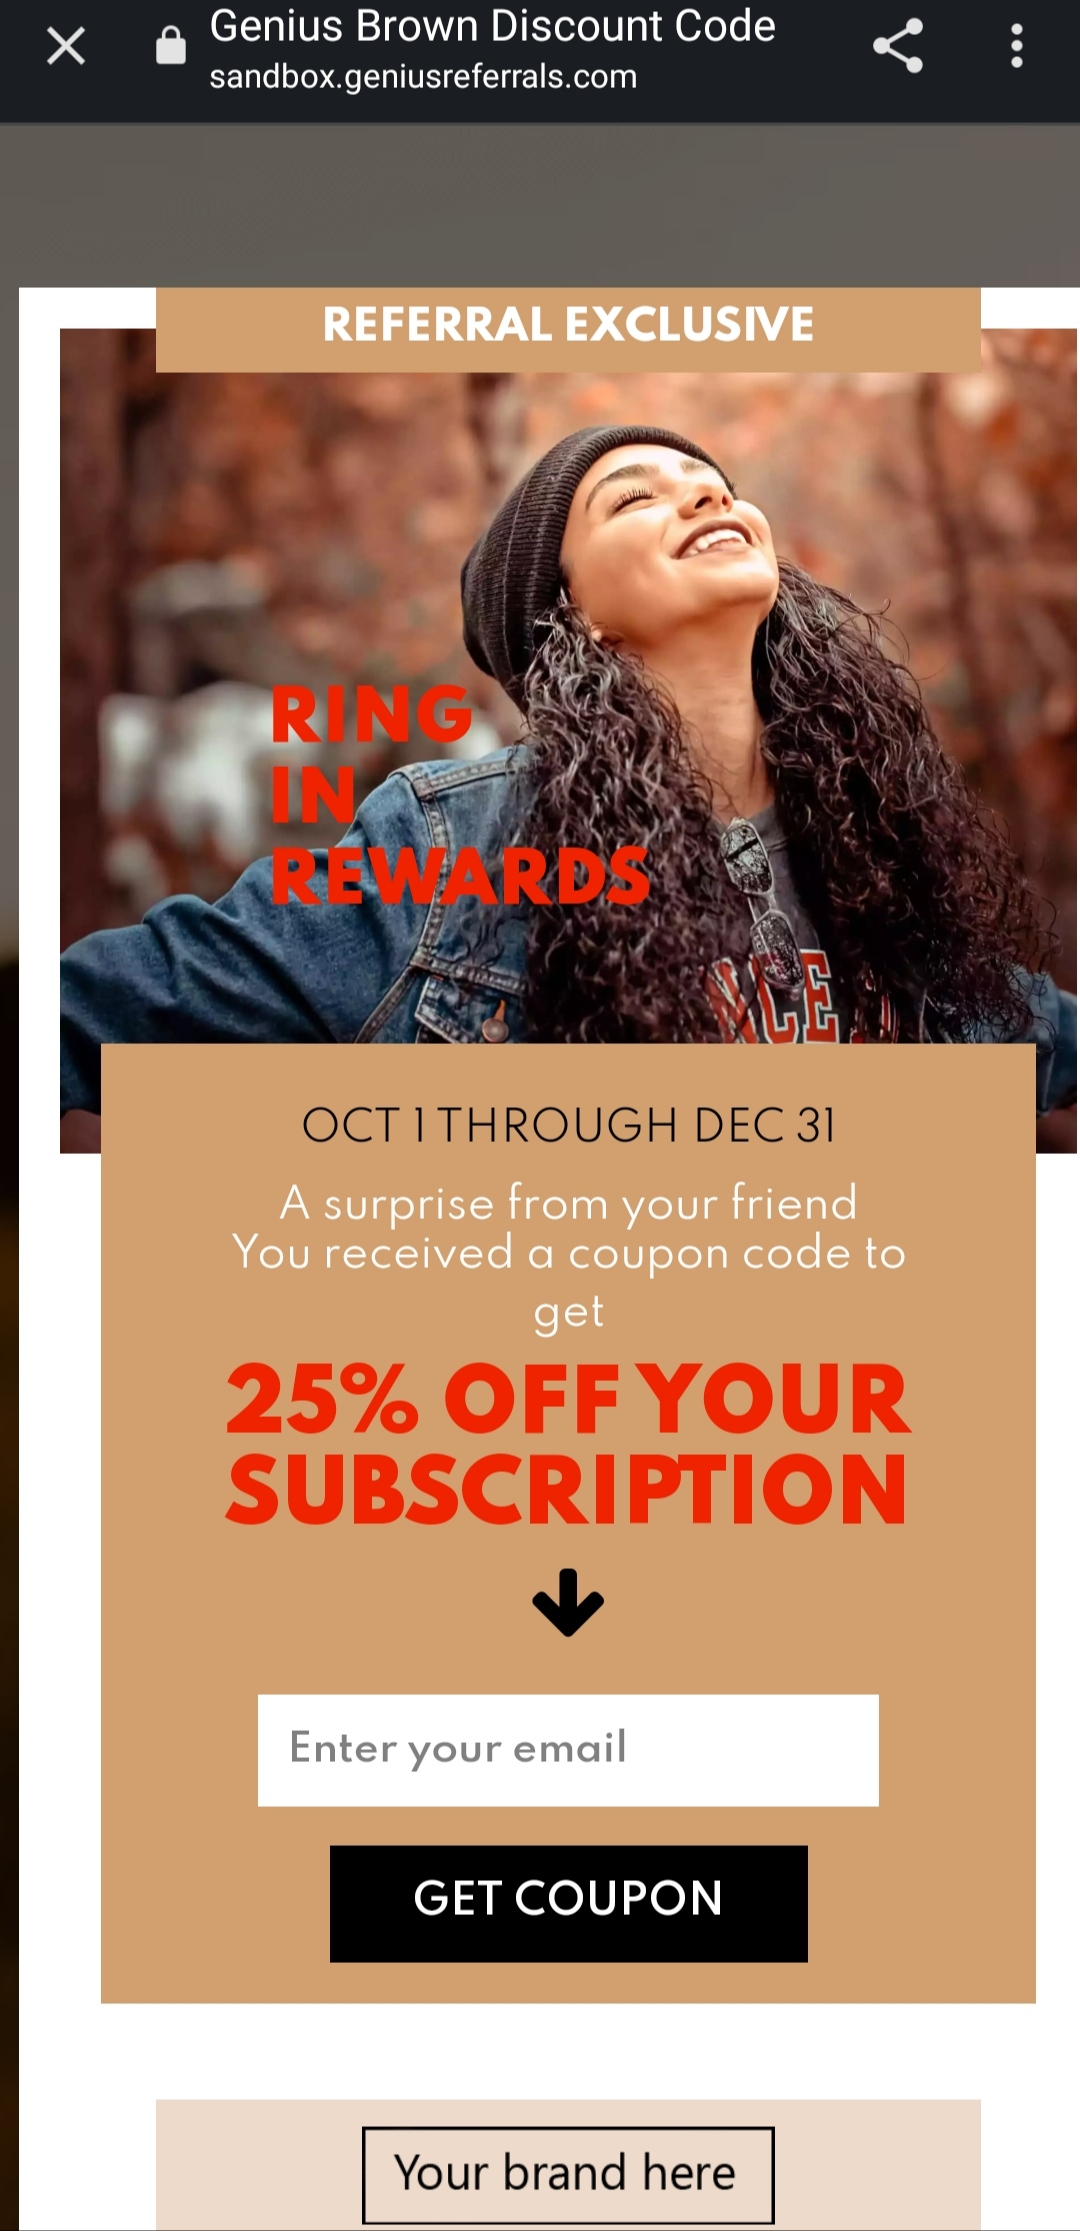 Genius Brown Discount Code
sandbox.geniusreferrals.com
REFERRAL EXCLUSIVE
RING
IN
REWARDS
NCE
OCT 1 THROUGH DEC 31
A surprise from your friend
You received a coupon code to
get
25% OFF YOUR
SUBSCRIPTION
Enter your email
GET COUPON
Your brand here